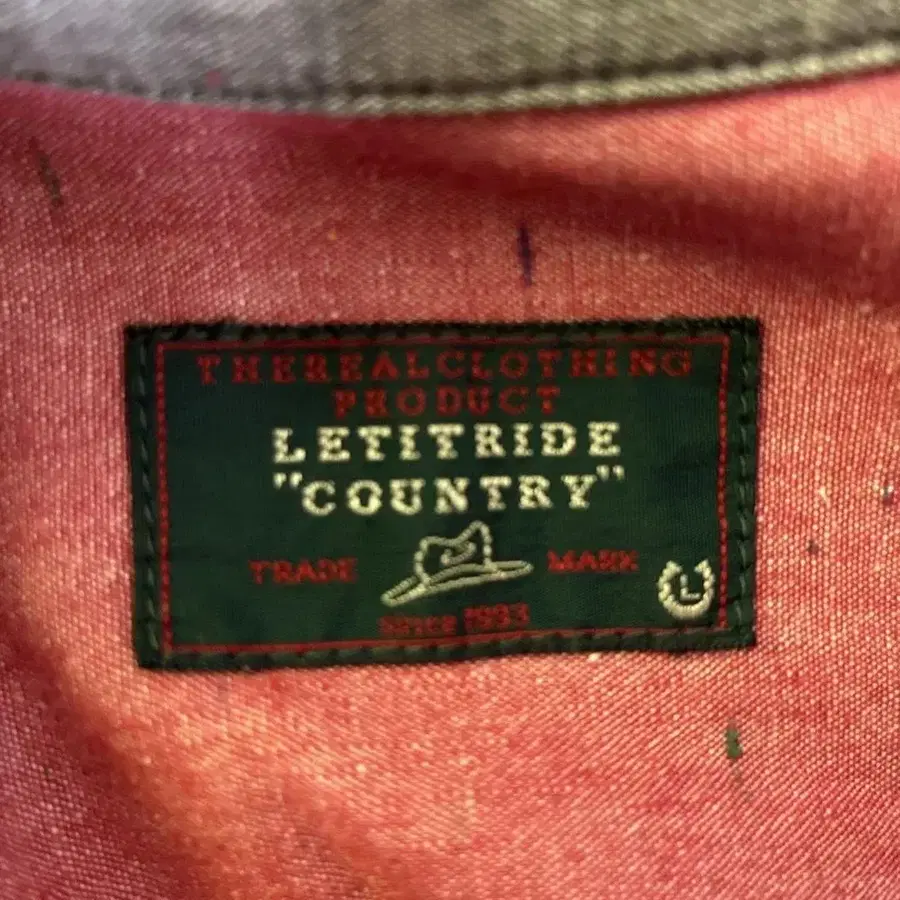 THEREALCLOTHING
PRODUCT
LETITRIDE
"COUNTRY"
TRADE MARK
L
Since 1993